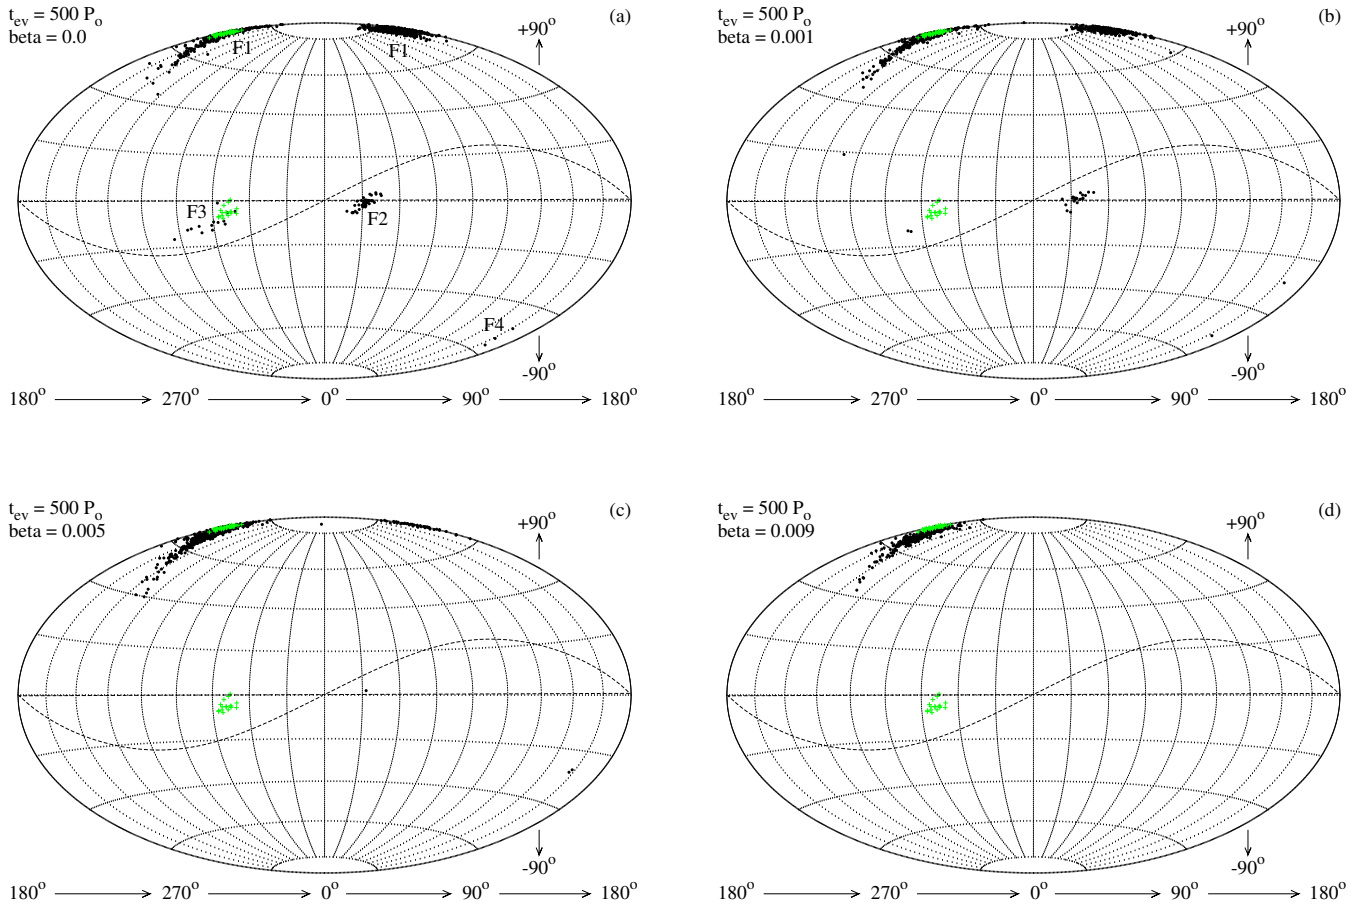 t_ev = 500 P_o
beta = 0.0
(a)
+90°
F1
F1
F3
F2
F4
-90°
180° 270° 0° 90° 180°
t_ev = 500 P_o
beta = 0.001
(b)
+90°
-90°
180° 270° 0° 90° 180°
t_ev = 500 P_o
beta = 0.005
(c)
+90°
-90°
180° 270° 0° 90° 180°
t_ev = 500 P_o
beta = 0.009
(d)
+90°
-90°
180° 270° 0° 90° 180°